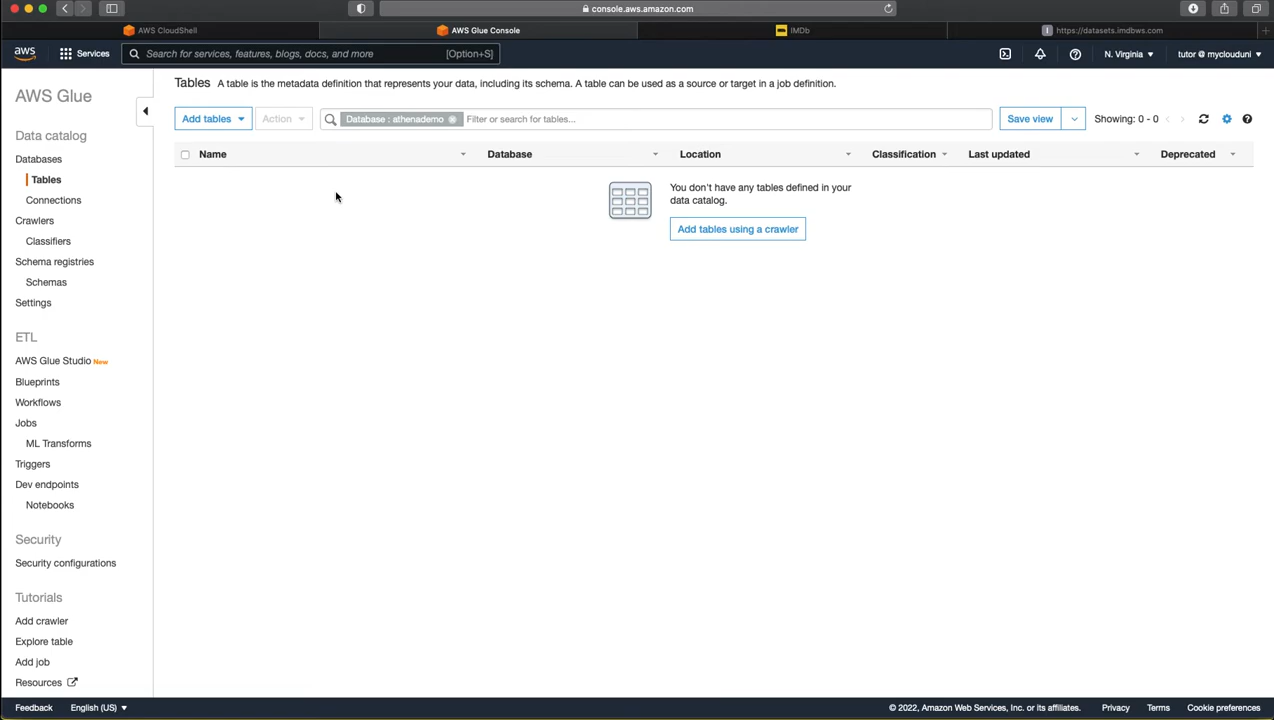 console.aws.amazon.com
AWS CloudShell
AWS Glue Console
IMDb
https://datasets.imdbws.com
aws
Services
Search for services, features, blogs, docs, and more
[Option+S]
N. Virginia
tutor @ myclouduni
AWS Glue
Data catalog
Databases
Tables
Connections
Crawlers
Classifiers
Schema registries
Schemas
Settings
ETL
AWS Glue Studio New
Blueprints
Workflows
Jobs
ML Transforms
Triggers
Dev endpoints
Notebooks
Security
Security configurations
Tutorials
Add crawler
Explore table
Add job
Resources
Tables A table is the metadata definition that represents your data, including its schema. A table can be used as a source or target in a job definition.
Add tables
Action
Database : athenademo
Filter or search for tables...
Save view
Showing: 0 - 0
Name
Database
Location
Classification
Last updated
Deprecated
You don't have any tables defined in your
data catalog.
Add tables using a crawler
Feedback
English (US)
© 2022, Amazon Web Services, Inc. or its affiliates.
Privacy
Terms
Cookie preferences